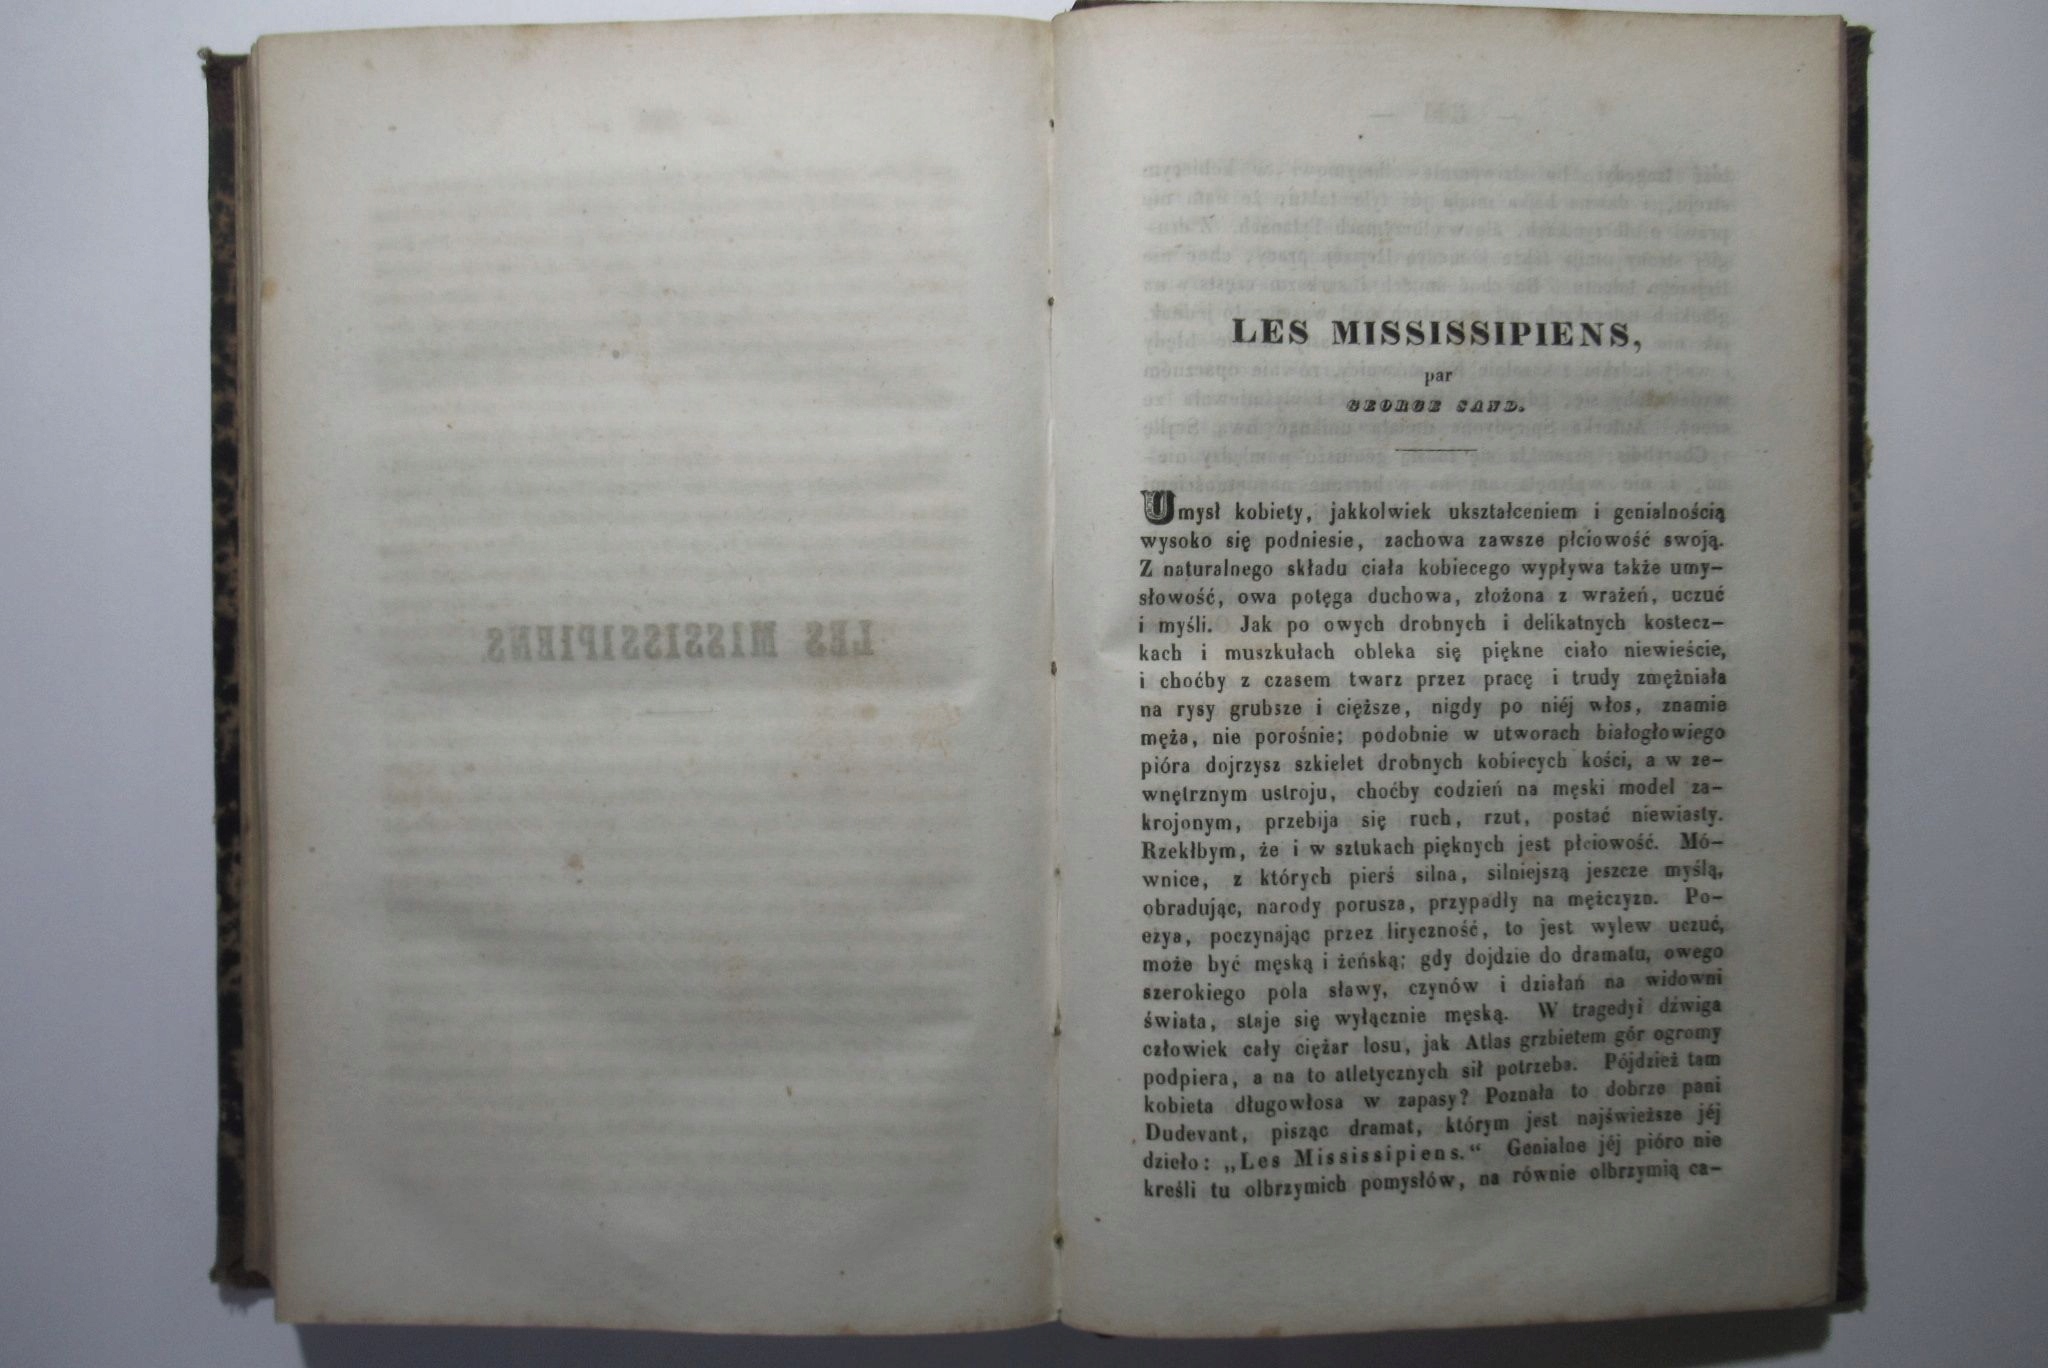 LES MISSISSIPIENS,
par
GEORGE SAND.
Umysł kobiety, jakkolwiek ukształceniem i genialnością
wysoko się podniesie, zachowa zawsze płciowość swoją.
Z naturalnego składu ciała kobiecego wypływa także umy—
słowość, owa potęga duchowa, złożona z wrażeń, uczuć
i myśli. Jak po owych drobnych i delikatnych kostecz—
kach i muszkułach obleka się piękne ciało niewieście,
i choćby z czasem twarz przez pracę i trudy zmężniała
na rysy grubsze i cięższe, nigdy po niéj włos, znamie
męża, nie porośnie; podobnie w utworach białogłowiego
pióra dojrzysz szkielet drobnych kobiecych kości, a w ze—
wnętrznym ustroju, choćby codzień na męski model za—
krojonym, przebija się ruch, rzut, postać niewiasty.
Rzekłbym, że i w sztukach pięknych jest płciowość. Mó—
wnice, z których pierś silna, silniejszą jeszcze myślą,
obradując, narody porusza, przypadły na mężczyzn. Po—
ezya, poczynając przez liryczność, to jest wylew uczuć,
może być męską i żeńską; gdy dojdzie do dramatu, owego
szerokiego pola sławy, czynów i działań na widowni
świata, staje się wyłącznie męską. W tragedyi dźwiga
człowiek cały ciężar losu, jak Atlas grzbietem gór ogromy
podpiera, a na to atletycznych sił potrzeba. Pójdzież tam
kobieta długowłosa w zapasy? Poznała to dobrze pani
Dudevant, pisząc dramat, którym jest najświeższe jéj
dzieło: „Les Mississipiens.“ Genialne jéj pióro nie
kreśli tu olbrzymich pomysłów, na równie olbrzymią ca—
LES MISSISSIPIENS